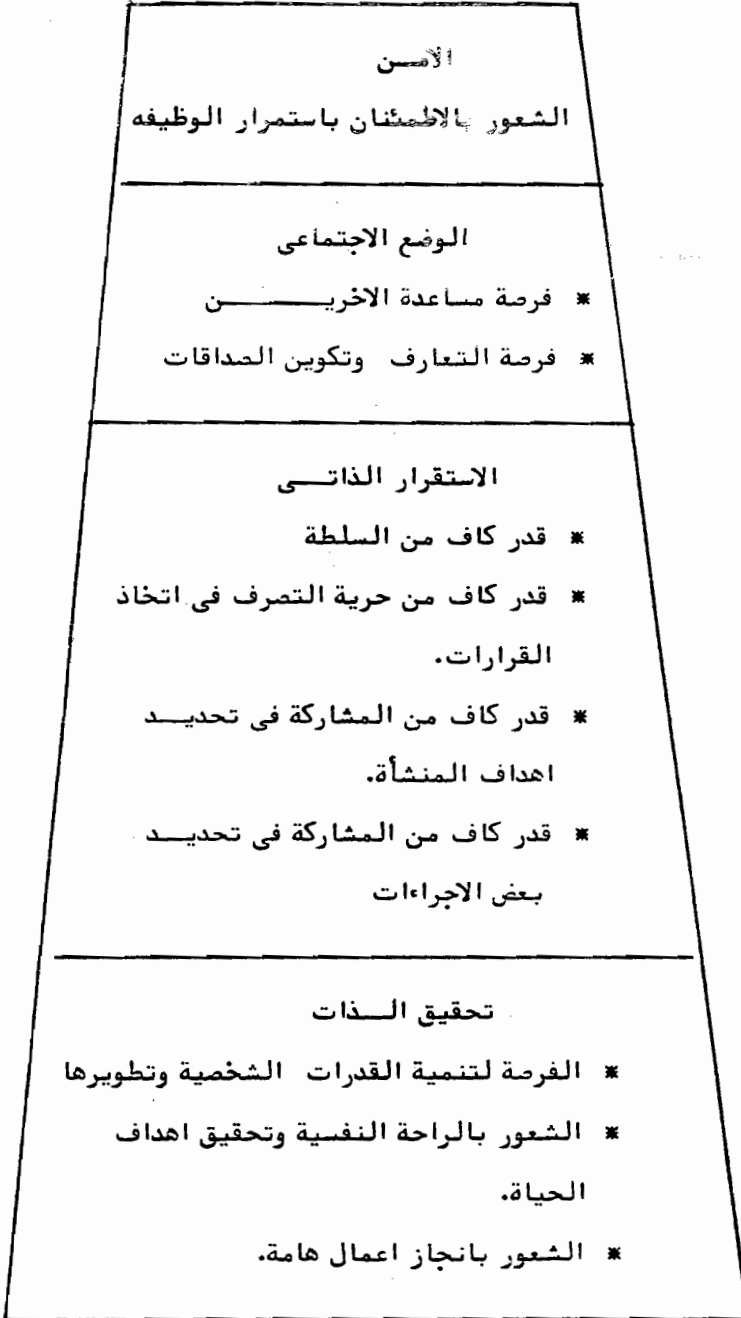 الامـــن
الشعور بالاطمئنان باستمرار الوظيفه
الوضع الاجتماعى
* فرصة مساعدة الاخريـــــــن
* فرصة التعارف وتكوين الصداقات
الاستقرار الذاتـــى
* قدر كاف من السلطة
* قدر كاف من حرية التصرف فى اتخاذ
القرارات.
* قدر كاف من المشاركة فى تحديـــد
اهداف المنشأة.
* قدر كاف من المشاركة فى تحديـــد
بعض الاجراءات
تحقيق الـــذات
* الفرصة لتنمية القدرات الشخصية وتطويرها
* الشعور بالراحة النفسية وتحقيق اهداف
الحياة.
* الشعور بانجاز اعمال هامة.